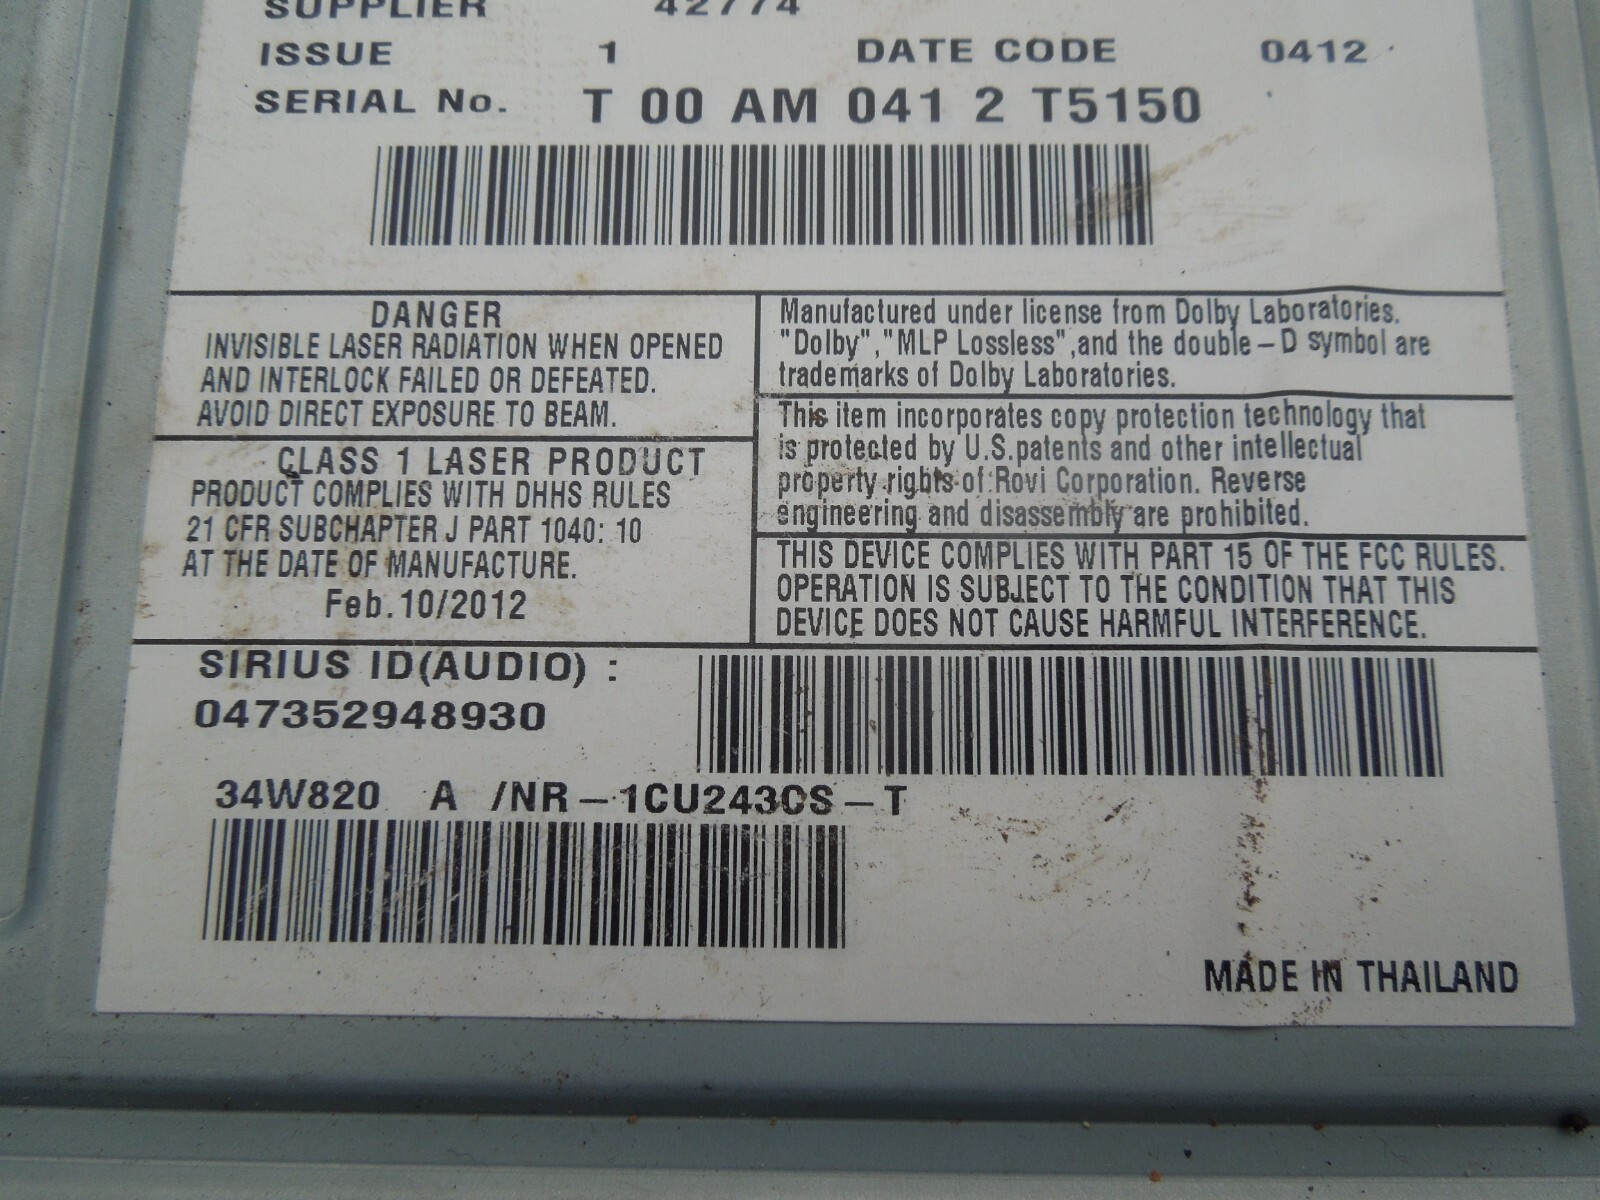 SUPPLIER 42774
ISSUE 1 DATE CODE 0412
SERIAL No. T 00 AM 041 2 T5150
DANGER
INVISIBLE LASER RADIATION WHEN OPENED
AND INTERLOCK FAILED OR DEFEATED.
AVOID DIRECT EXPOSURE TO BEAM.
CLASS 1 LASER PRODUCT
PRODUCT COMPLIES WITH DHHS RULES
21 CFR SUBCHAPTER J PART 1040: 10
AT THE DATE OF MANUFACTURE.
Feb.10/2012
Manufactured under license from Dolby Laboratories.
"Dolby","MLP Lossless",and the double-D symbol are
trademarks of Dolby Laboratories.
This item incorporates copy protection technology that
is protected by U.S.patents and other intellectual
property rights of Rovi Corporation. Reverse
engineering and disassembly are prohibited.
THIS DEVICE COMPLIES WITH PART 15 OF THE FCC RULES.
OPERATION IS SUBJECT TO THE CONDITION THAT THIS
DEVICE DOES NOT CAUSE HARMFUL INTERFERENCE.
SIRIUS ID(AUDIO) :
047352948930
34W820 A /NR-1CU243CS-T
MADE IN THAILAND